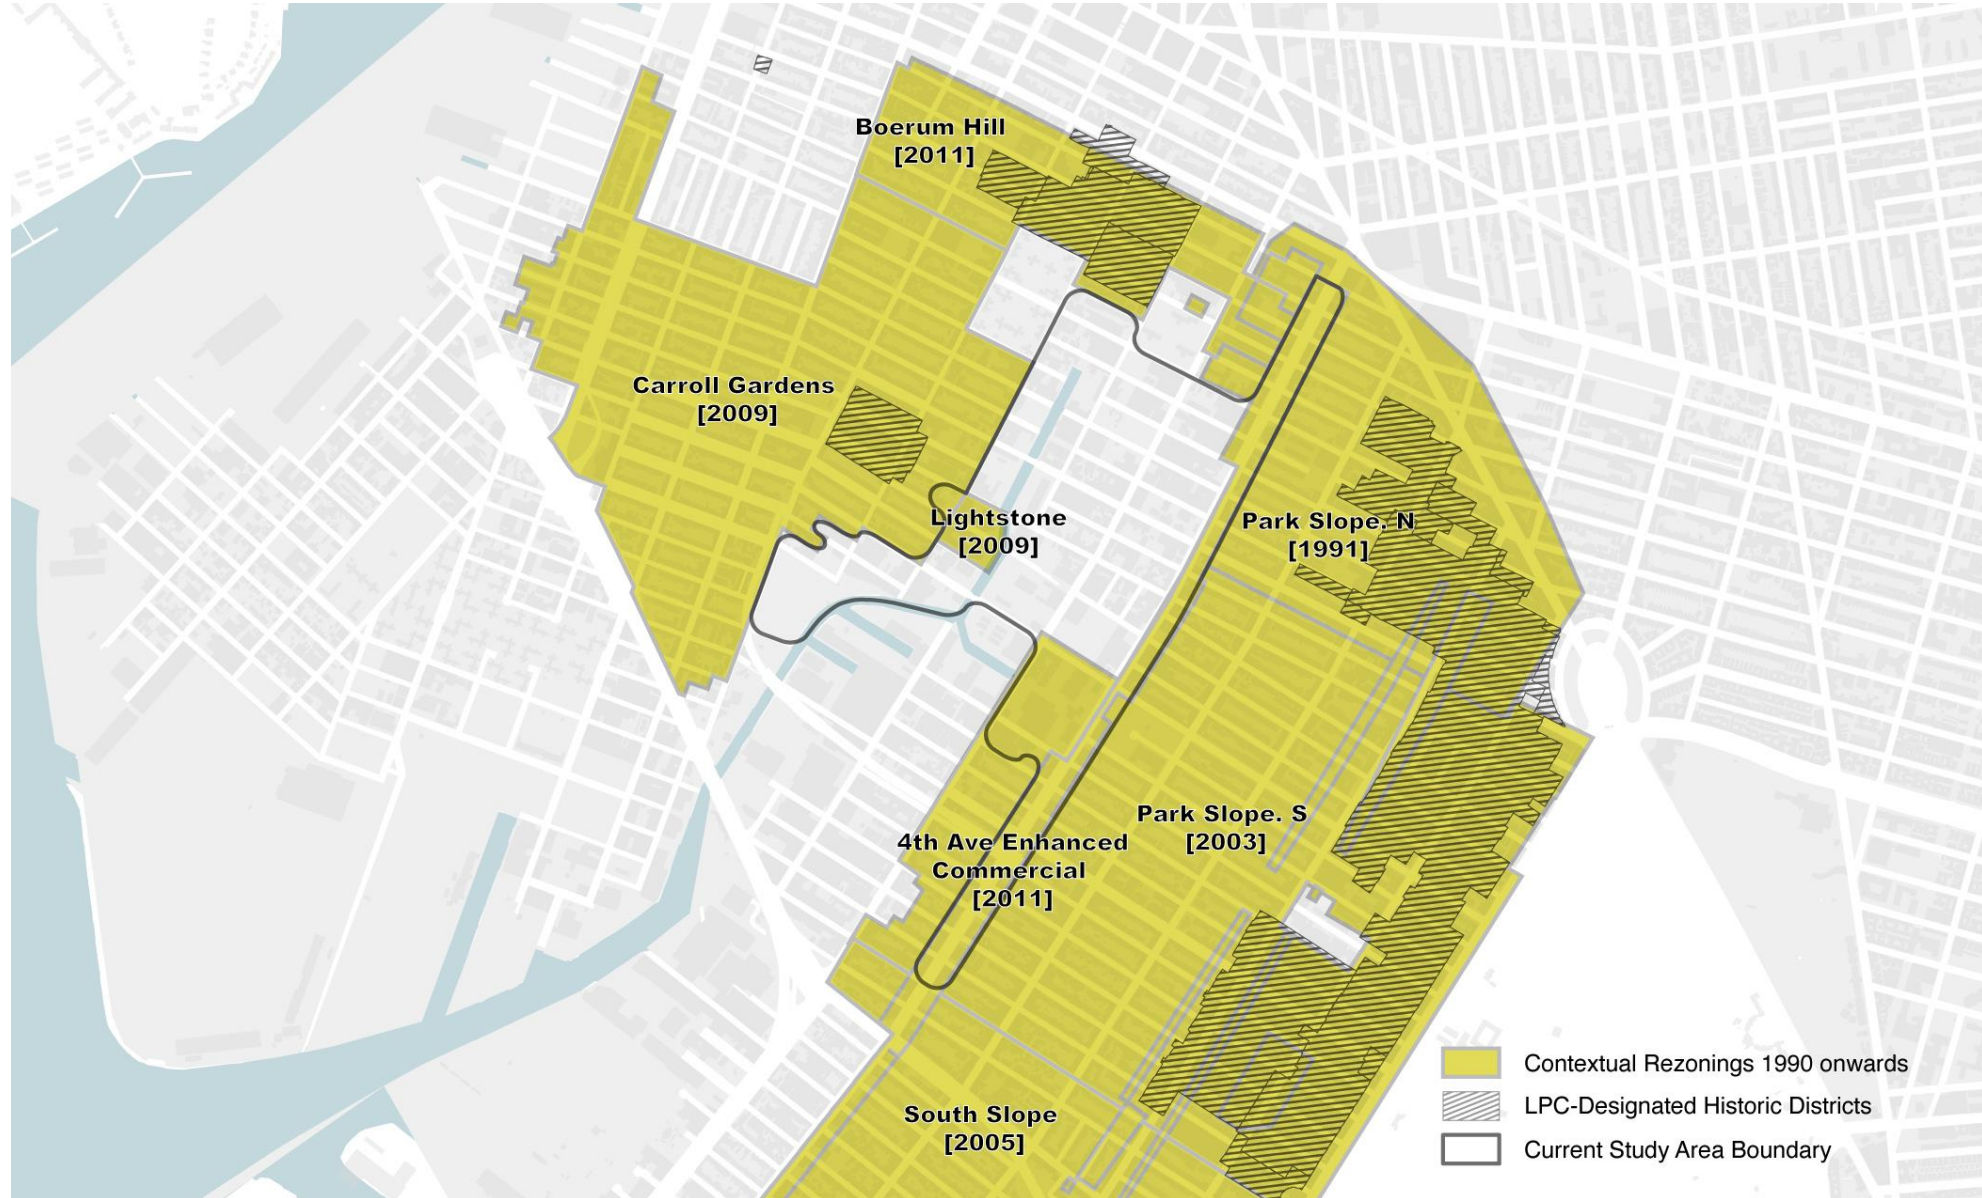 Boerum Hill
[2011]
Carroll Gardens
[2009]
Lightstone
[2009]
Park Slope. N
[1991]
Park Slope. S
[2003]
4th Ave Enhanced
Commercial
[2011]
South Slope
[2005]
Contextual Rezonings 1990 onwards
LPC-Designated Historic Districts
Current Study Area Boundary